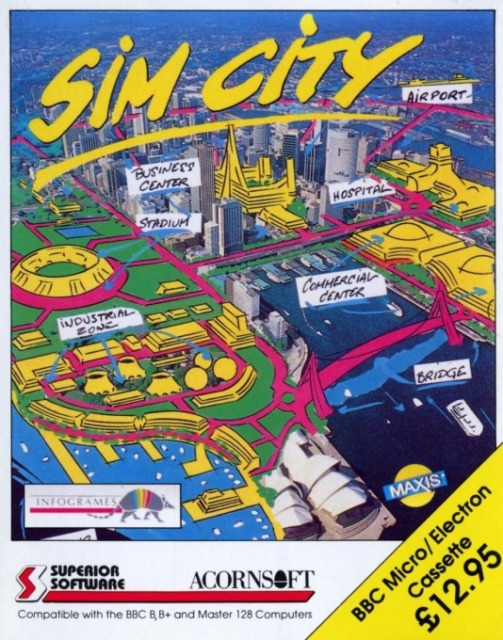 SIM CITY
AIRPORT
BUSINESS
CENTER
HOSPITAL
STADIUM
COMMERCIAL
CENTER
INDUSTRIAL
ZONE
BRIDGE
MAXIS
INFOGRAMES
BBC Micro/Electron
Cassette
£12.95
SUPERIOR
SOFTWARE
ACORNSOFT
Compatible with the BBC B, B+ and Master 128 Computers